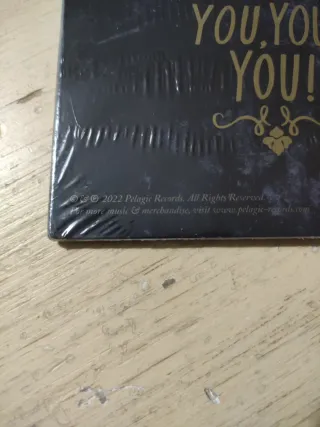 YOU, YOU
YOU!
©℗ 2022 Pelagic Records. All Rights Reserved
For more music & merchandise, visit www.pelagic-records.com